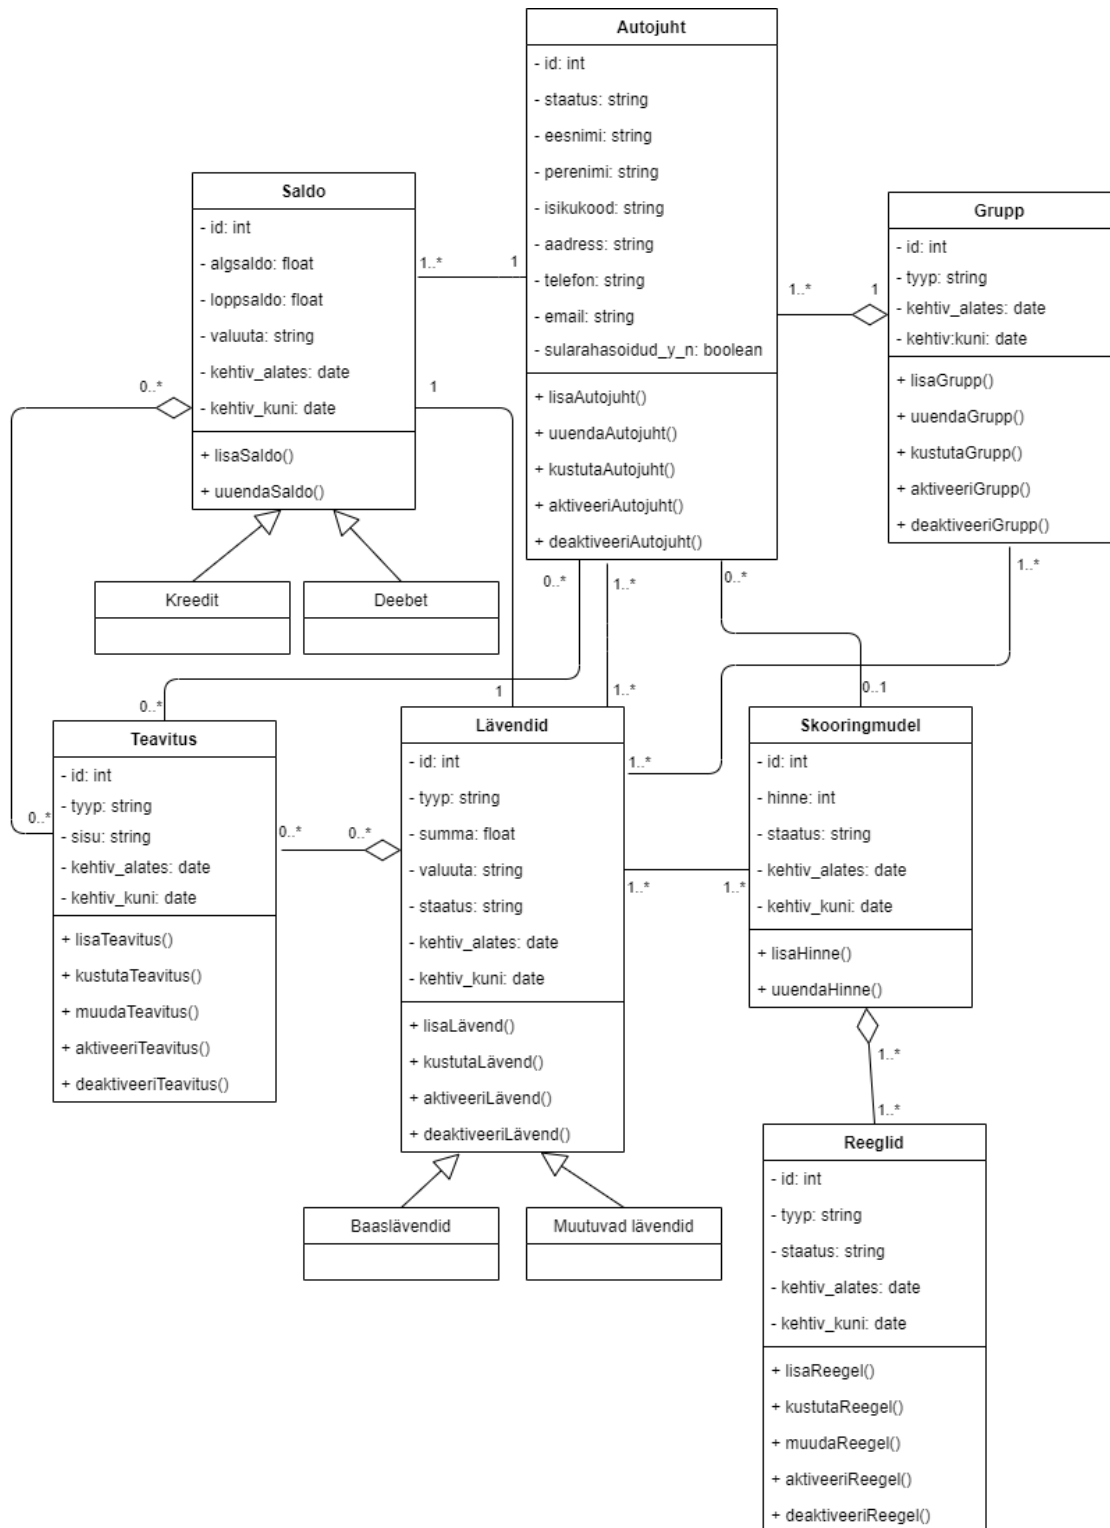 Autojuht
- id: int
- staatus: string
- eesnimi: string
- perenimi: string
- isikukood: string
- aadress: string
- telefon: string
- email: string
- sularahasoidud_y_n: boolean
+ lisaAutojuht()
+ uuendaAutojuht()
+ kustutaAutojuht()
+ aktiveeriAutojuht()
+ deaktiveeriAutojuht()
Saldo
- id: int
- algsaldo: float
- loppsaldo: float
- valuuta: string
- kehtiv_alates: date
- kehtiv_kuni: date
+ lisaSaldo()
+ uuendaSaldo()
Grupp
- id: int
- tyyp: string
- kehtiv_alates: date
- kehtiv:kuni: date
+ lisaGrupp()
+ uuendaGrupp()
+ kustutaGrupp()
+ aktiveeriGrupp()
+ deaktiveeriGrupp()
1..*
1
1..*
1
0..*
1
Kreedit
Deebet
0..*
1..*
0..*
1..*
0..*
1
1..*
0..1
Teavitus
- id: int
- tyyp: string
- sisu: string
- kehtiv_alates: date
- kehtiv_kuni: date
+ lisaTeavitus()
+ kustutaTeavitus()
+ muudaTeavitus()
+ aktiveeriTeavitus()
+ deaktiveeriTeavitus()
0..*
0..*
0..*
Lävendid
- id: int
- tyyp: string
- summa: float
- valuuta: string
- staatus: string
- kehtiv_alates: date
- kehtiv_kuni: date
+ lisaLävend()
+ kustutaLävend()
+ aktiveeriLävend()
+ deaktiveeriLävend()
1..*
1..*
1..*
Skooringmudel
- id: int
- hinne: int
- staatus: string
- kehtiv_alates: date
- kehtiv_kuni: date
+ lisaHinne()
+ uuendaHinne()
1..*
1..*
Baaslävendid
Muutuvad lävendid
Reeglid
- id: int
- tyyp: string
- staatus: string
- kehtiv_alates: date
- kehtiv_kuni: date
+ lisaReegel()
+ kustutaReegel()
+ muudaReegel()
+ aktiveeriReegel()
+ deaktiveeriReegel()